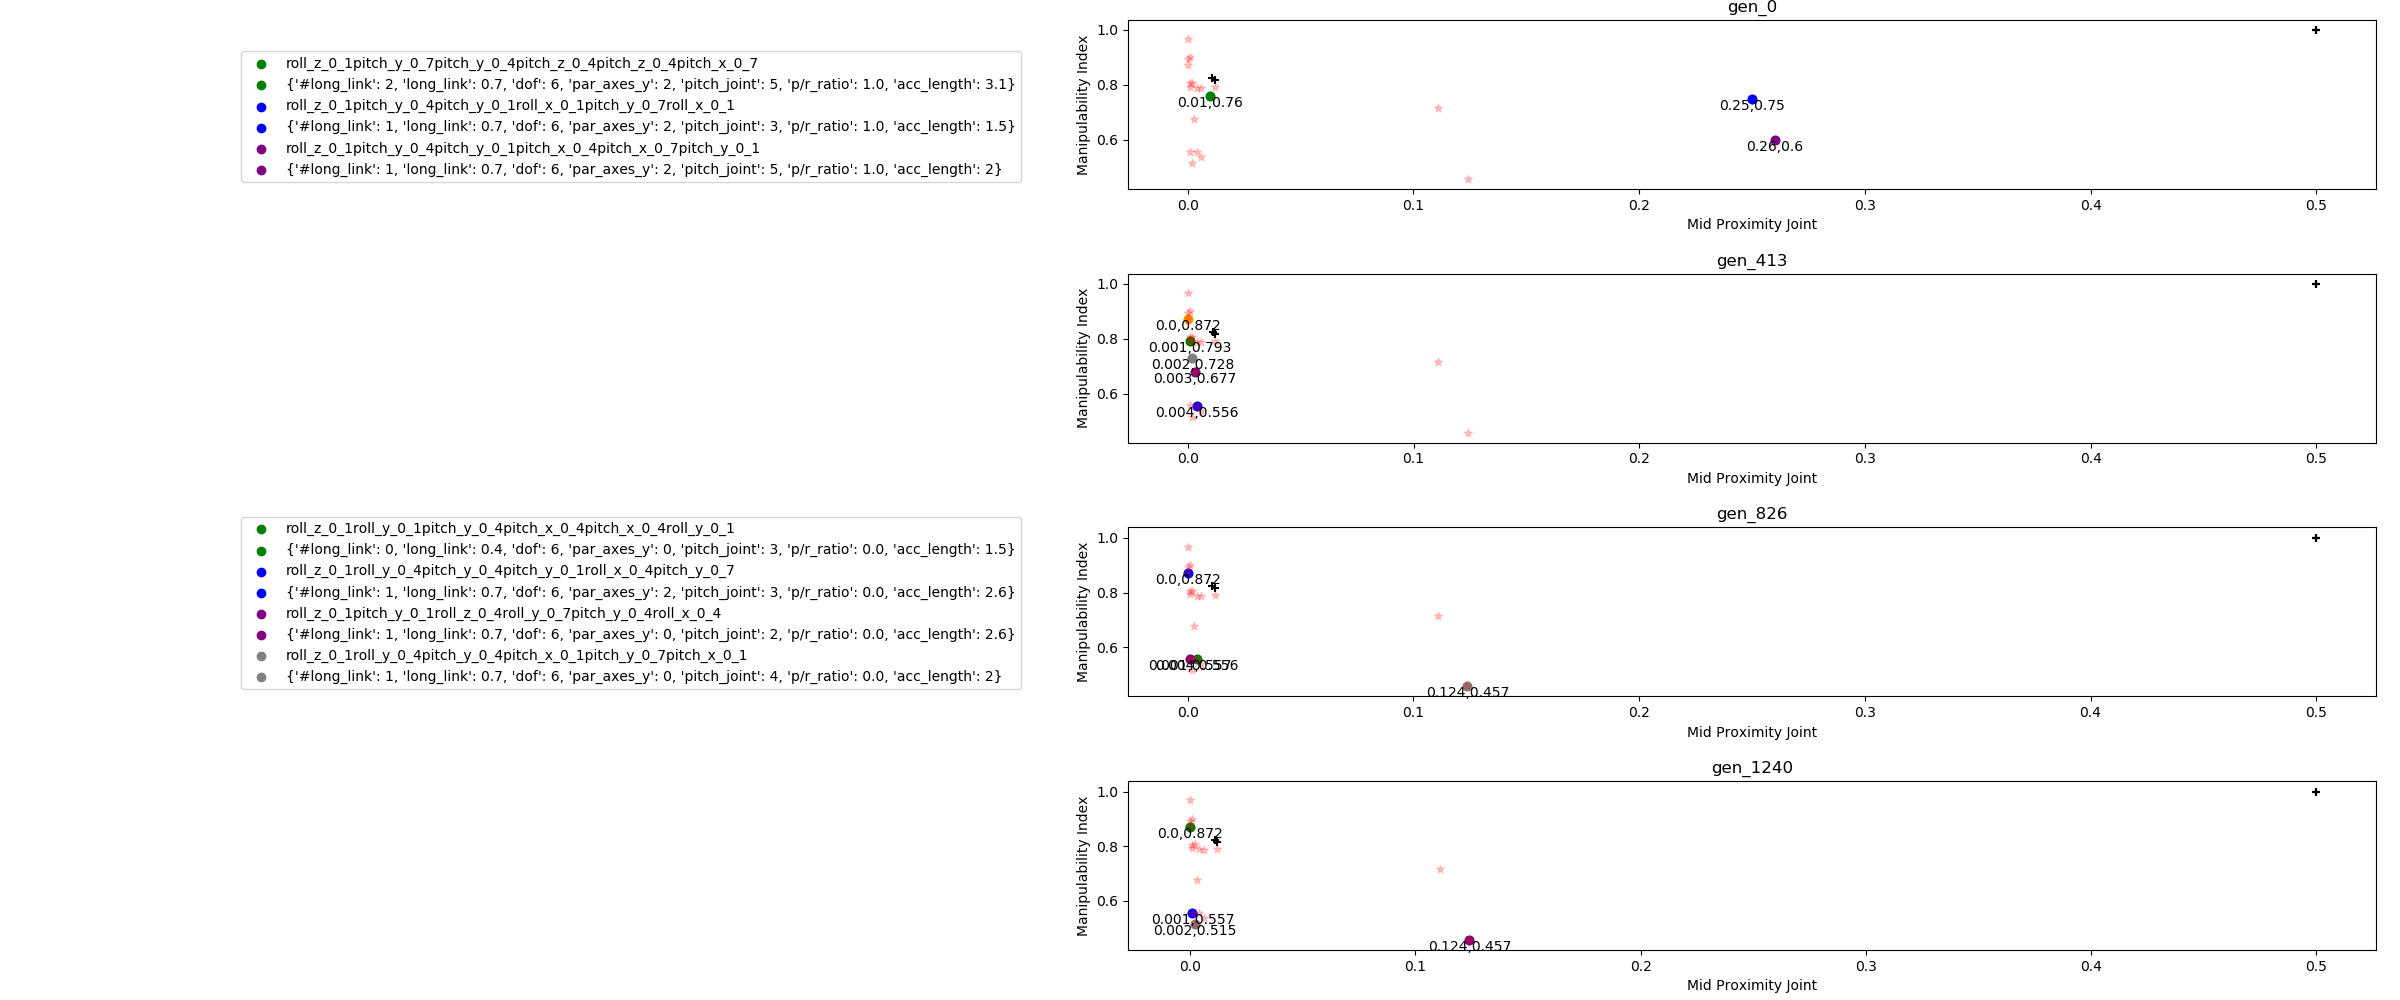 gen_0
roll_z_0_1pitch_y_0_7pitch_y_0_4pitch_z_0_4pitch_z_0_4pitch_x_0_7
{'#long_link': 2, 'long_link': 0.7, 'dof': 6, 'par_axes_y': 2, 'pitch_joint': 5, 'p/r_ratio': 1.0, 'acc_length': 3.1}
roll_z_0_1pitch_y_0_4pitch_y_0_1roll_x_0_1pitch_y_0_7roll_x_0_1
{'#long_link': 1, 'long_link': 0.7, 'dof': 6, 'par_axes_y': 2, 'pitch_joint': 3, 'p/r_ratio': 1.0, 'acc_length': 1.5}
roll_z_0_1pitch_y_0_4pitch_y_0_1pitch_x_0_4pitch_x_0_7pitch_y_0_1
{'#long_link': 1, 'long_link': 0.7, 'dof': 6, 'par_axes_y': 2, 'pitch_joint': 5, 'p/r_ratio': 1.0, 'acc_length': 2}
Manipulability Index
1.0
0.8
0.6
0.01,0.76
0.25,0.75
0.26,0.6
0.0 0.1 0.2 0.3 0.4 0.5
Mid Proximity Joint
gen_413
Manipulability Index
1.0
0.8
0.6
0.0,0.872
0.001,0.793
0.002,0.728
0.003,0.677
0.004,0.556
0.0 0.1 0.2 0.3 0.4 0.5
Mid Proximity Joint
gen_826
roll_z_0_1roll_y_0_1pitch_y_0_4pitch_x_0_4pitch_x_0_4roll_y_0_1
{'#long_link': 0, 'long_link': 0.4, 'dof': 6, 'par_axes_y': 0, 'pitch_joint': 3, 'p/r_ratio': 0.0, 'acc_length': 1.5}
roll_z_0_1roll_y_0_4pitch_y_0_4pitch_y_0_1roll_x_0_4pitch_y_0_7
{'#long_link': 1, 'long_link': 0.7, 'dof': 6, 'par_axes_y': 2, 'pitch_joint': 3, 'p/r_ratio': 0.0, 'acc_length': 2.6}
roll_z_0_1pitch_y_0_1roll_z_0_4roll_y_0_7pitch_y_0_4roll_x_0_4
{'#long_link': 1, 'long_link': 0.7, 'dof': 6, 'par_axes_y': 0, 'pitch_joint': 2, 'p/r_ratio': 0.0, 'acc_length': 2.6}
roll_z_0_1roll_y_0_4pitch_y_0_4pitch_x_0_1pitch_y_0_7pitch_x_0_1
{'#long_link': 1, 'long_link': 0.7, 'dof': 6, 'par_axes_y': 0, 'pitch_joint': 4, 'p/r_ratio': 0.0, 'acc_length': 2}
Manipulability Index
1.0
0.8
0.6
0.0,0.872
0.124,0.457
0.0 0.1 0.2 0.3 0.4 0.5
Mid Proximity Joint
gen_1240
Manipulability Index
1.0
0.8
0.6
0.0,0.872
0.001,0.557
0.002,0.515
0.124,0.457
0.0 0.1 0.2 0.3 0.4 0.5
Mid Proximity Joint